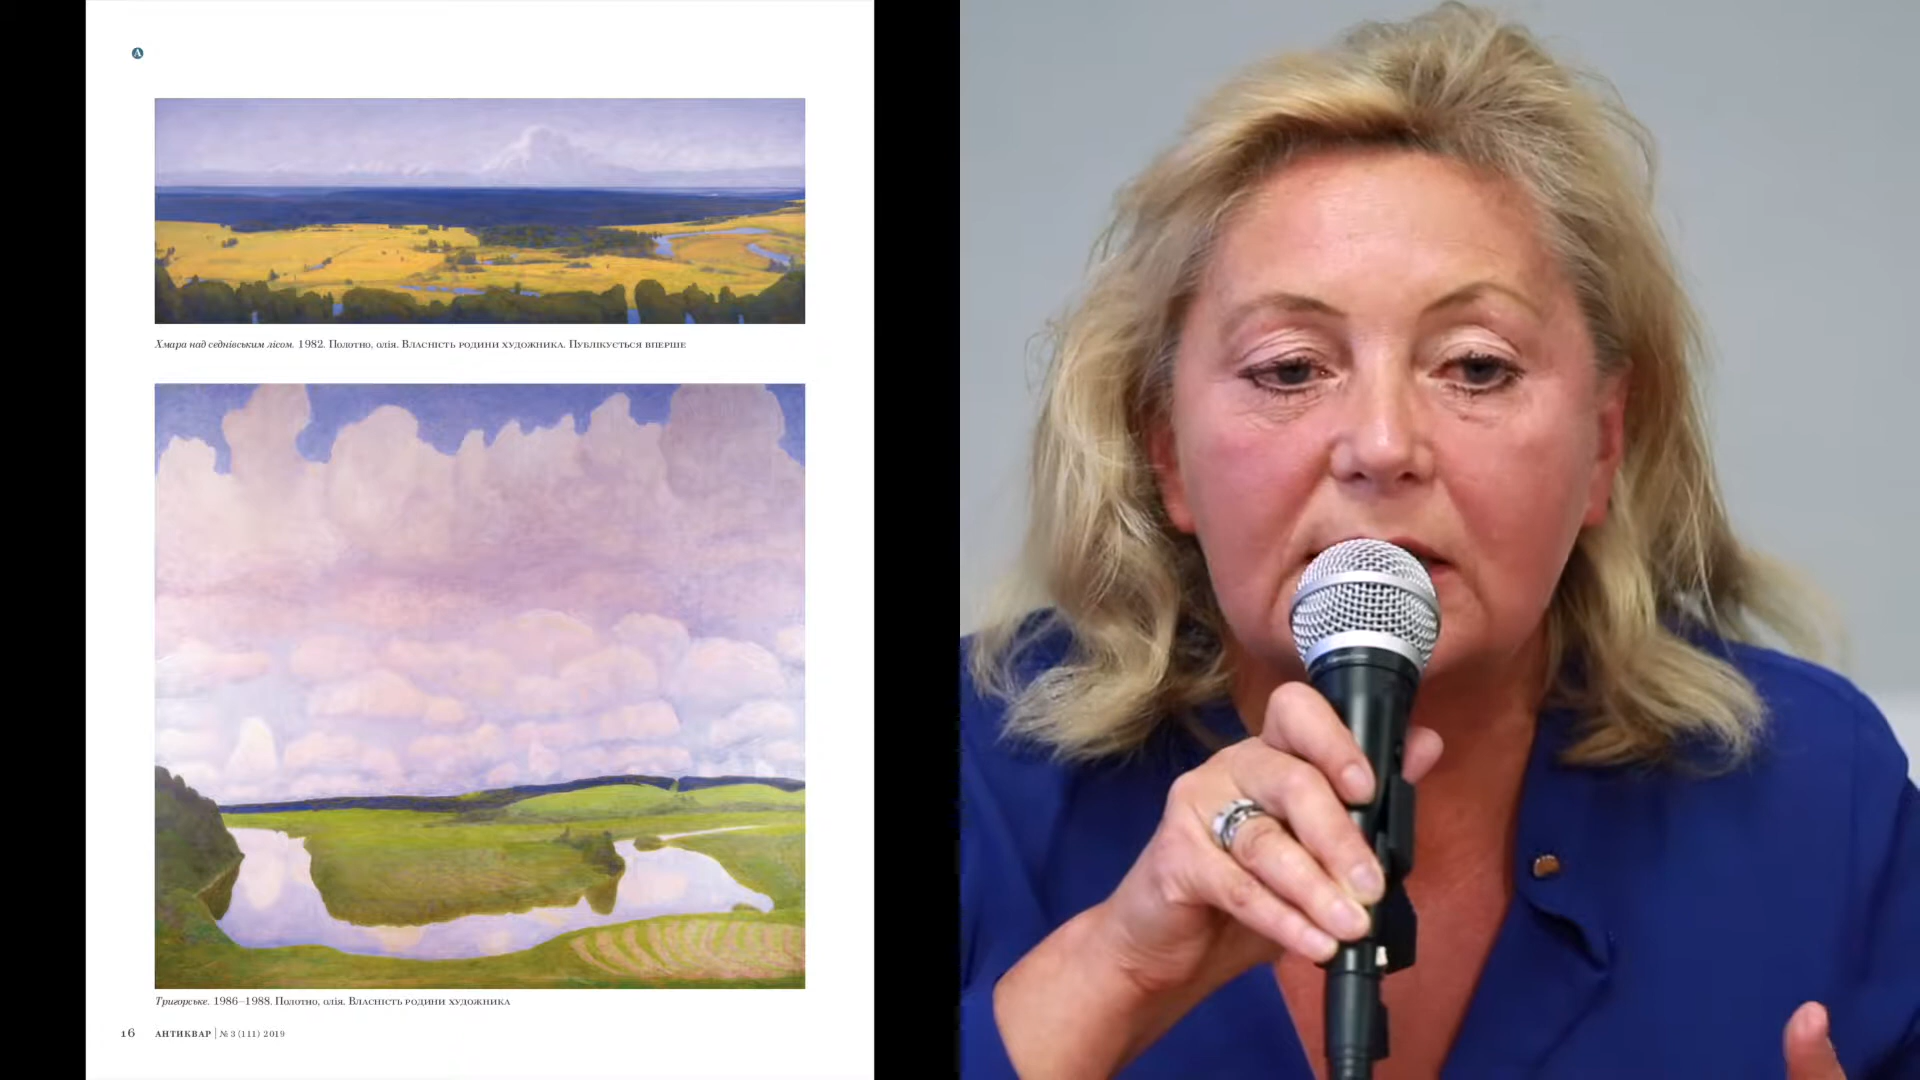 А
Хмара над седнівським лісом. 1982. Полотно, олія. Власність родини художника. Публікується вперше
Тригорське. 1986–1988. Полотно, олія. Власність родини художника
16 АНТИКВАР | № 3 (111) 2019